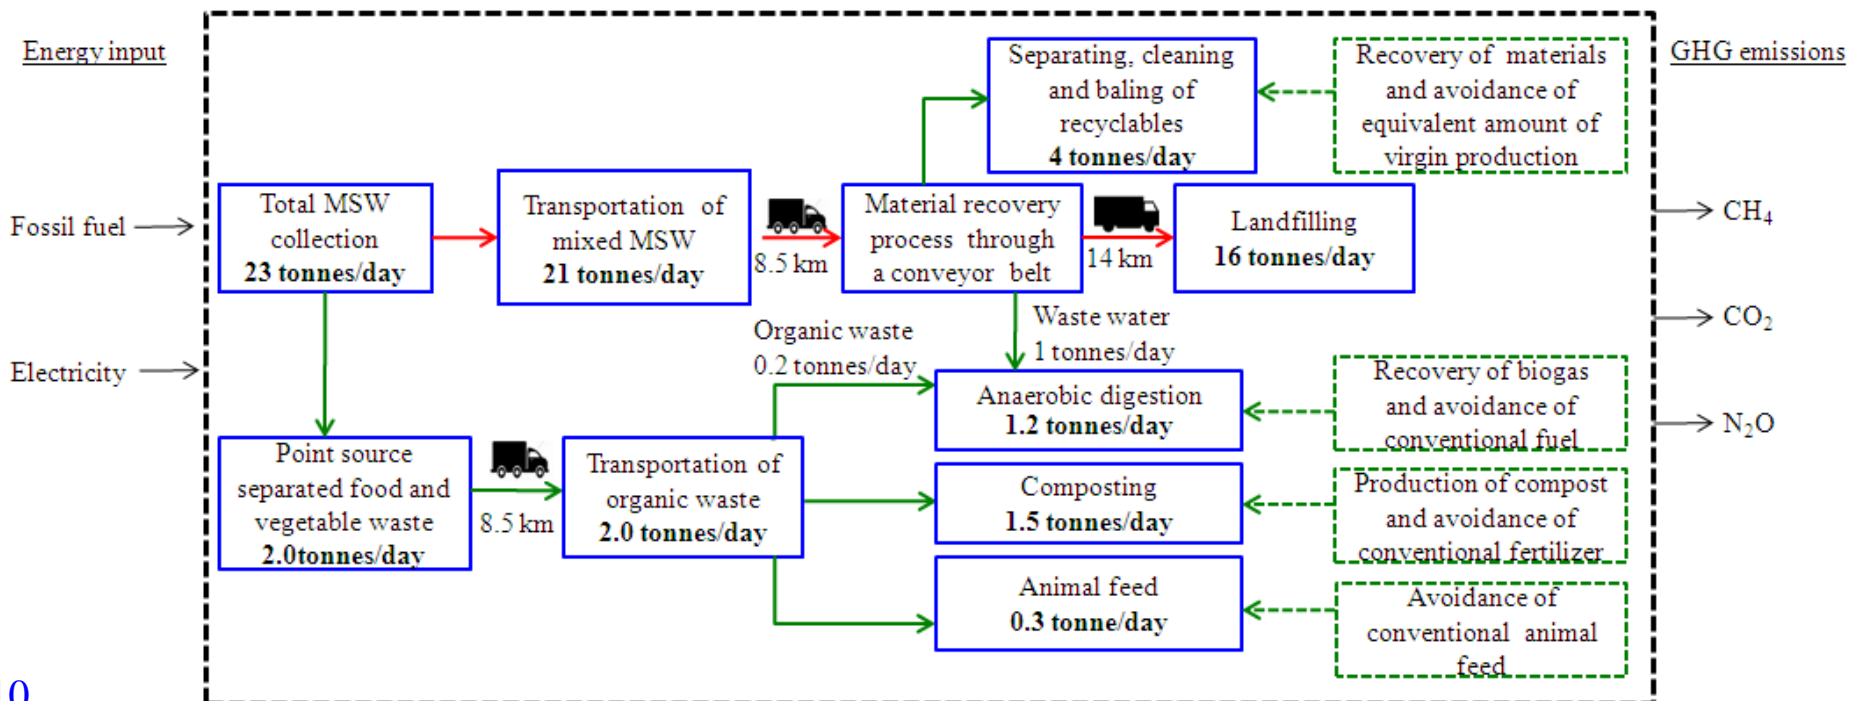 Energy input
Fossil fuel
Electricity
Total MSW
collection
23 tonnes/day
Transportation of
mixed MSW
21 tonnes/day
8.5 km
Material recovery
process through
a conveyor belt
14 km
Landfilling
16 tonnes/day
Separating, cleaning
and baling of
recyclables
4 tonnes/day
Recovery of materials
and avoidance of
equivalent amount of
virgin production
Point source
separated food and
vegetable waste
2.0tonnes/day
8.5 km
Transportation of
organic waste
2.0 tonnes/day
Organic waste
0.2 tonnes/day
Waste water
1 tonnes/day
Anaerobic digestion
1.2 tonnes/day
Recovery of biogas
and avoidance of
conventional fuel
Composting
1.5 tonnes/day
Production of compost
and avoidance of
conventional fertilizer
Animal feed
0.3 tonne/day
Avoidance of
conventional animal
feed
GHG emissions
CH4
CO2
N2O
0